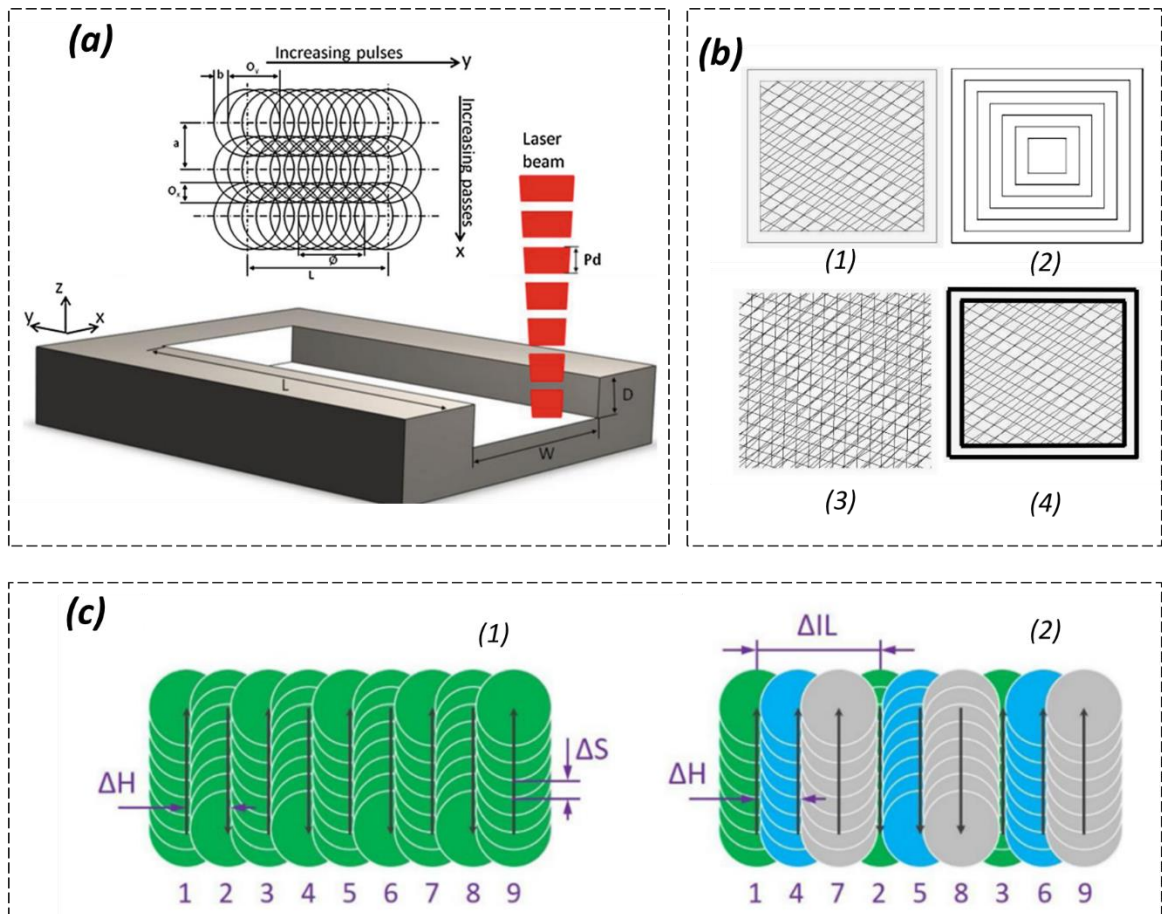 (a)
Increasing pulses
y
b
Oy
a
Ox
Increasing passes
x
Ø
L
Laser
beam
Pd
z
y
x
L
D
W
(b)
(1)
(2)
(3)
(4)
(c)
(1)
ΔH
ΔS
1 2 3 4 5 6 7 8 9
(2)
ΔIL
ΔH
1 4 7 2 5 8 3 6 9